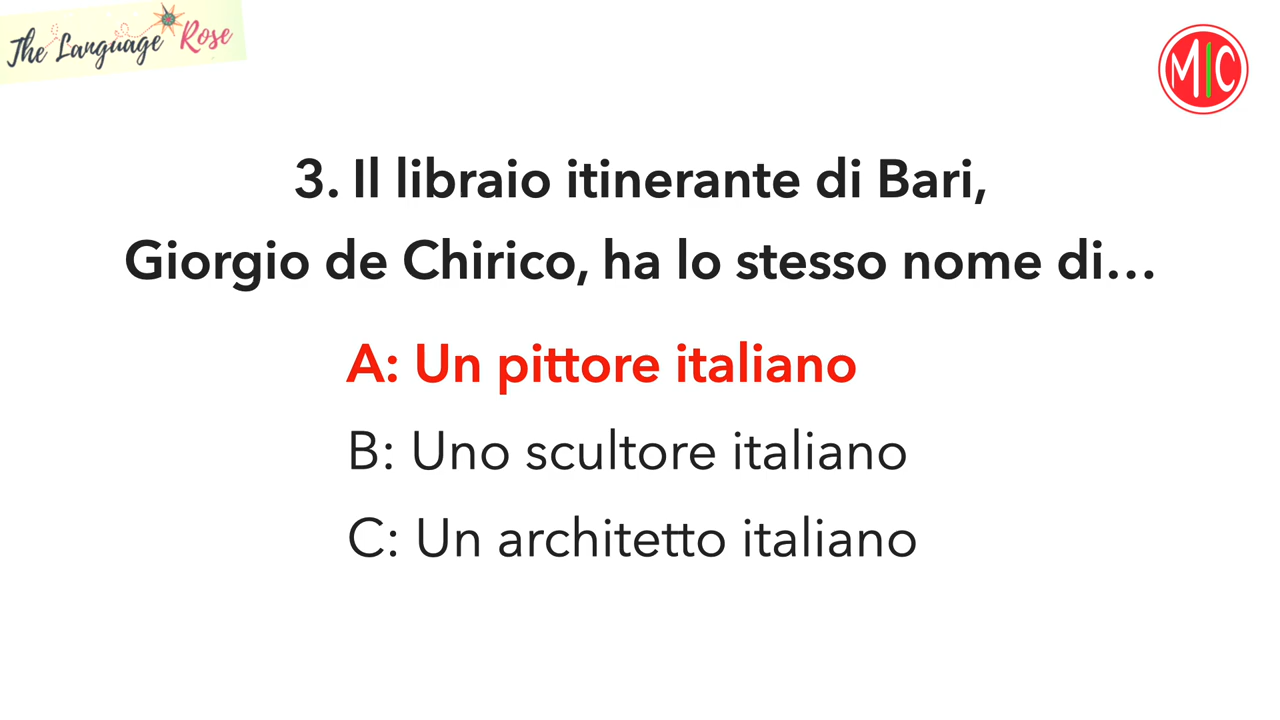 The Language Rose
MIC
3. Il libraio itinerante di Bari,
Giorgio de Chirico, ha lo stesso nome di...
A: Un pittore italiano
B: Uno scultore italiano
C: Un architetto italiano